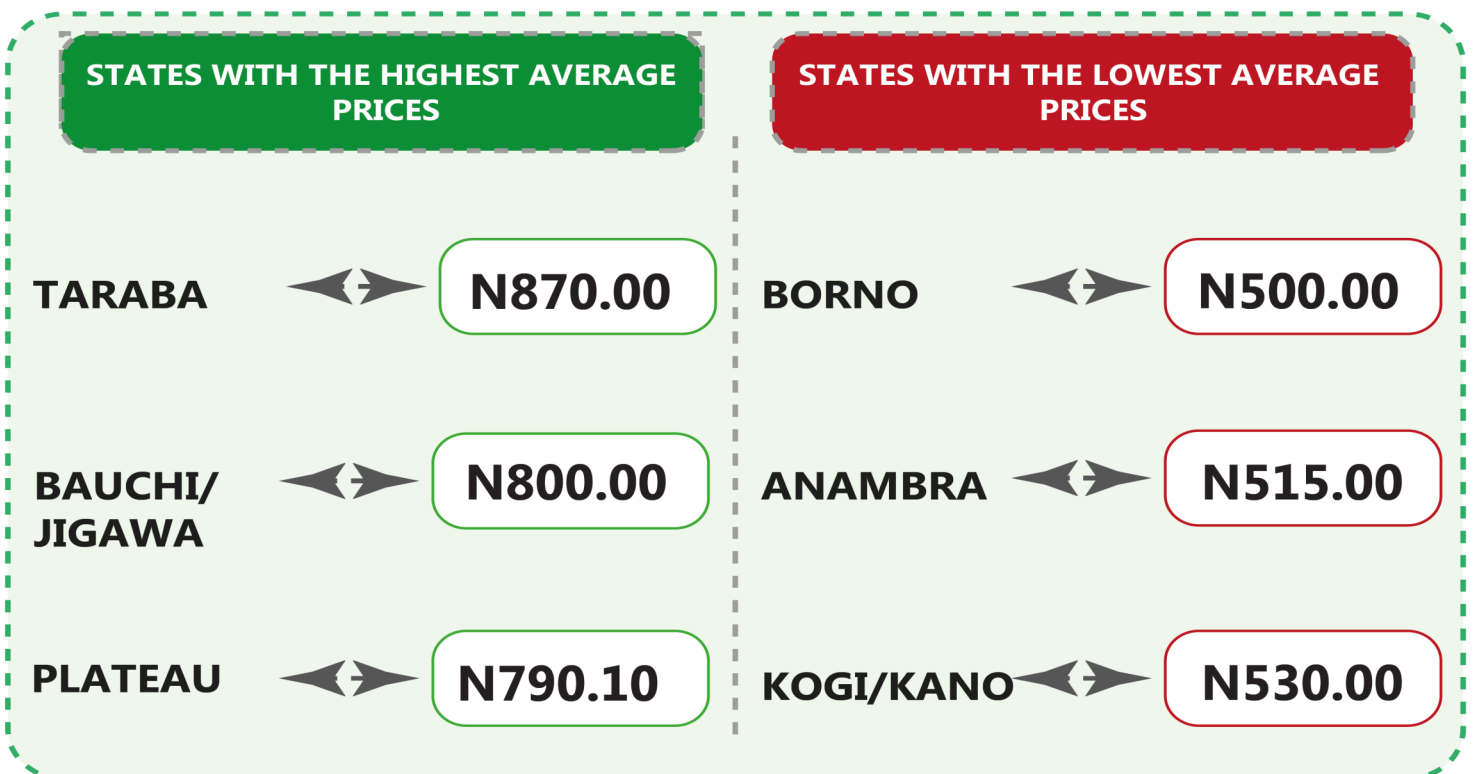 STATES WITH THE HIGHEST AVERAGE
PRICES
TARABA
N870.00
BAUCHI/
JIGAWA
N800.00
PLATEAU
N790.10
STATES WITH THE LOWEST AVERAGE
PRICES
BORNO
N500.00
ANAMBRA
N515.00
KOGI/KANO
N530.00